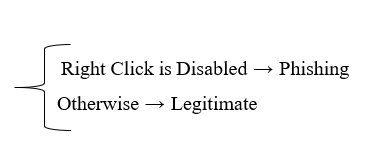 Right Click is Disabled → Phishing
Otherwise → Legitimate